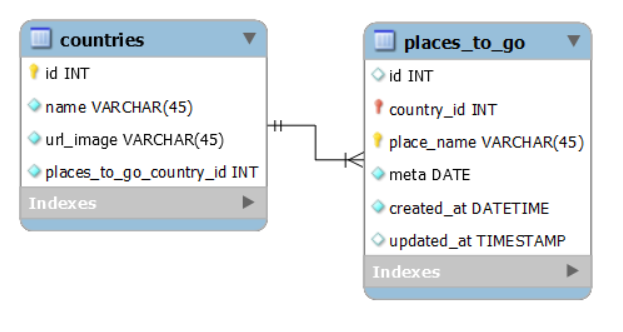 countries
id INT
name VARCHAR(45)
url_image VARCHAR(45)
places_to_go_country_id INT
Indexes
places_to_go
id INT
country_id INT
place_name VARCHAR(45)
meta DATE
created_at DATETIME
updated_at TIMESTAMP
Indexes